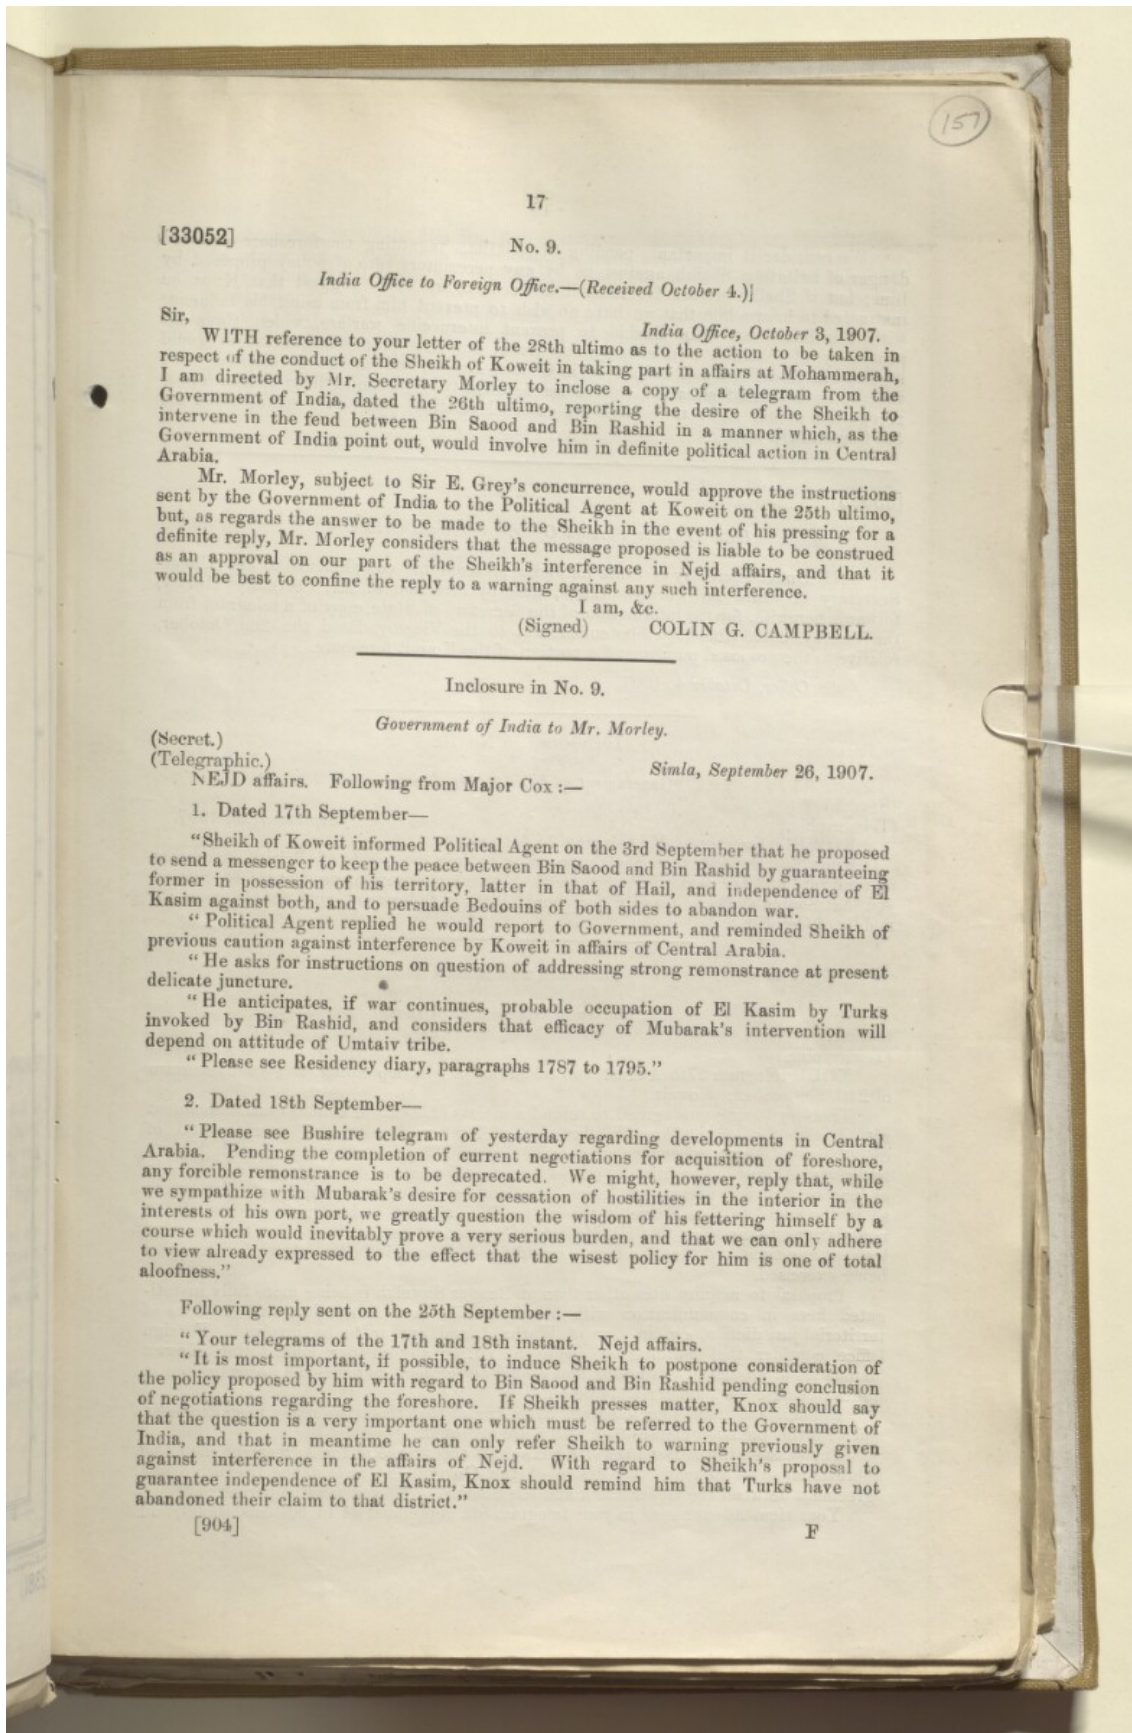 157
17
[33052]
No. 9.
India Office to Foreign Office.—(Received October 4.)
Sir,
India Office, October 3, 1907.
WITH reference to your letter of the 28th ultimo as to the action to be taken in
respect of the conduct of the Sheikh of Koweit in taking part in affairs at Mohammerah,
I am directed by Mr. Secretary Morley to inclose a copy of a telegram from the
Government of India, dated the 26th ultimo, reporting the desire of the Sheikh to
intervene in the feud between Bin Saood and Bin Rashid in a manner which, as the
Government of India point out, would involve him in definite political action in Central
Arabia.
Mr. Morley, subject to Sir E. Grey's concurrence, would approve the instructions
sent by the Government of India to the Political Agent at Koweit on the 25th ultimo,
but, as regards the answer to be made to the Sheikh in the event of his pressing for a
definite reply, Mr. Morley considers that the message proposed is liable to be construed
as an approval on our part of the Sheikh's interference in Nejd affairs, and that it
would be best to confine the reply to a warning against any such interference.
I am, &c.
(Signed) COLIN G. CAMPBELL.
Inclosure in No. 9.
Government of India to Mr. Morley.
(Secret.)
(Telegraphic.)
Simla, September 26, 1907.
NEJD affairs. Following from Major Cox :—
1. Dated 17th September—
"Sheikh of Koweit informed Political Agent on the 3rd September that he proposed
to send a messenger to keep the peace between Bin Saood and Bin Rashid by guaranteeing
former in possession of his territory, latter in that of Hail, and independence of El
Kasim against both, and to persuade Bedouins of both sides to abandon war.
"Political Agent replied he would report to Government, and reminded Sheikh of
previous caution against interference by Koweit in affairs of Central Arabia.
"He asks for instructions on question of addressing strong remonstrance at present
delicate juncture.
"He anticipates, if war continues, probable occupation of El Kasim by Turks
invoked by Bin Rashid, and considers that efficacy of Mubarak's intervention will
depend on attitude of Umtaiv tribe.
"Please see Residency diary, paragraphs 1787 to 1795."
2. Dated 18th September—
"Please see Bushire telegram of yesterday regarding developments in Central
Arabia. Pending the completion of current negotiations for acquisition of foreshore,
any forcible remonstrance is to be deprecated. We might, however, reply that, while
we sympathize with Mubarak's desire for cessation of hostilities in the interior in the
interests of his own port, we greatly question the wisdom of his fettering himself by a
course which would inevitably prove a very serious burden, and that we can only adhere
to view already expressed to the effect that the wisest policy for him is one of total
aloofness."
Following reply sent on the 25th September :—
"Your telegrams of the 17th and 18th instant. Nejd affairs.
"It is most important, if possible, to induce Sheikh to postpone consideration of
the policy proposed by him with regard to Bin Saood and Bin Rashid pending conclusion
of negotiations regarding the foreshore. If Sheikh presses matter, Knox should say
that the question is a very important one which must be referred to the Government of
India, and that in meantime he can only refer Sheikh to warning previously given
against interference in the affairs of Nejd. With regard to Sheikh's proposal to
guarantee independence of El Kasim, Knox should remind him that Turks have not
abandoned their claim to that district."
[904]
F